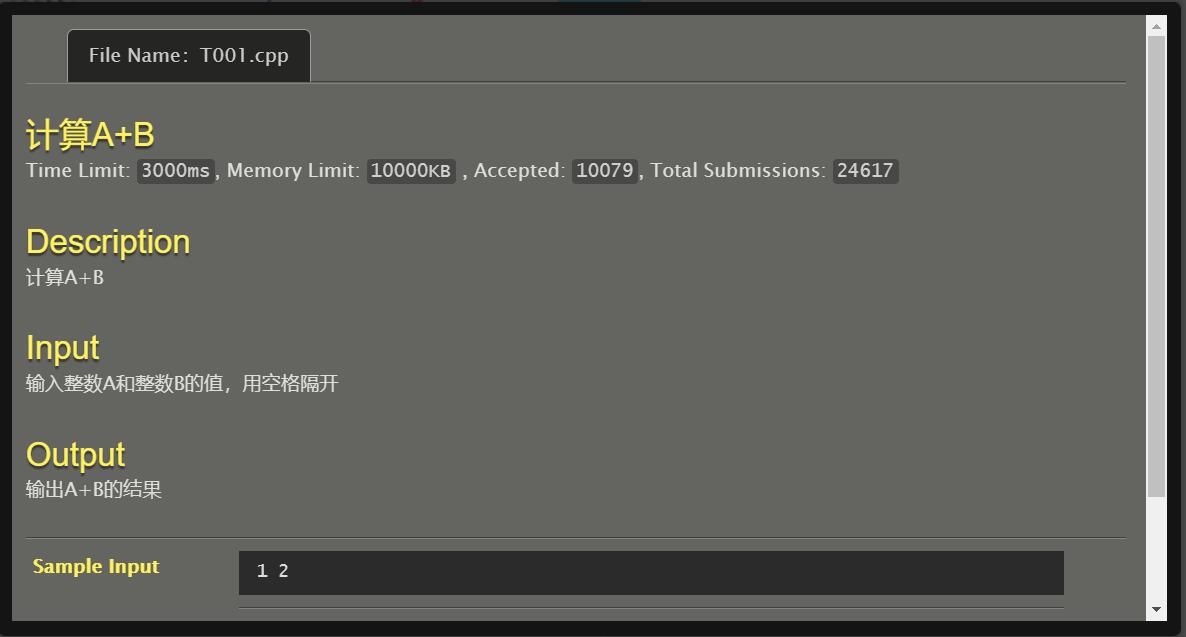 File Name：T001.cpp
计算A+B
Time Limit: 3000ms, Memory Limit: 10000KB , Accepted: 10079, Total Submissions: 24617
Description
计算A+B
Input
输入整数A和整数B的值，用空格隔开
Output
输出A+B的结果
Sample Input
1 2